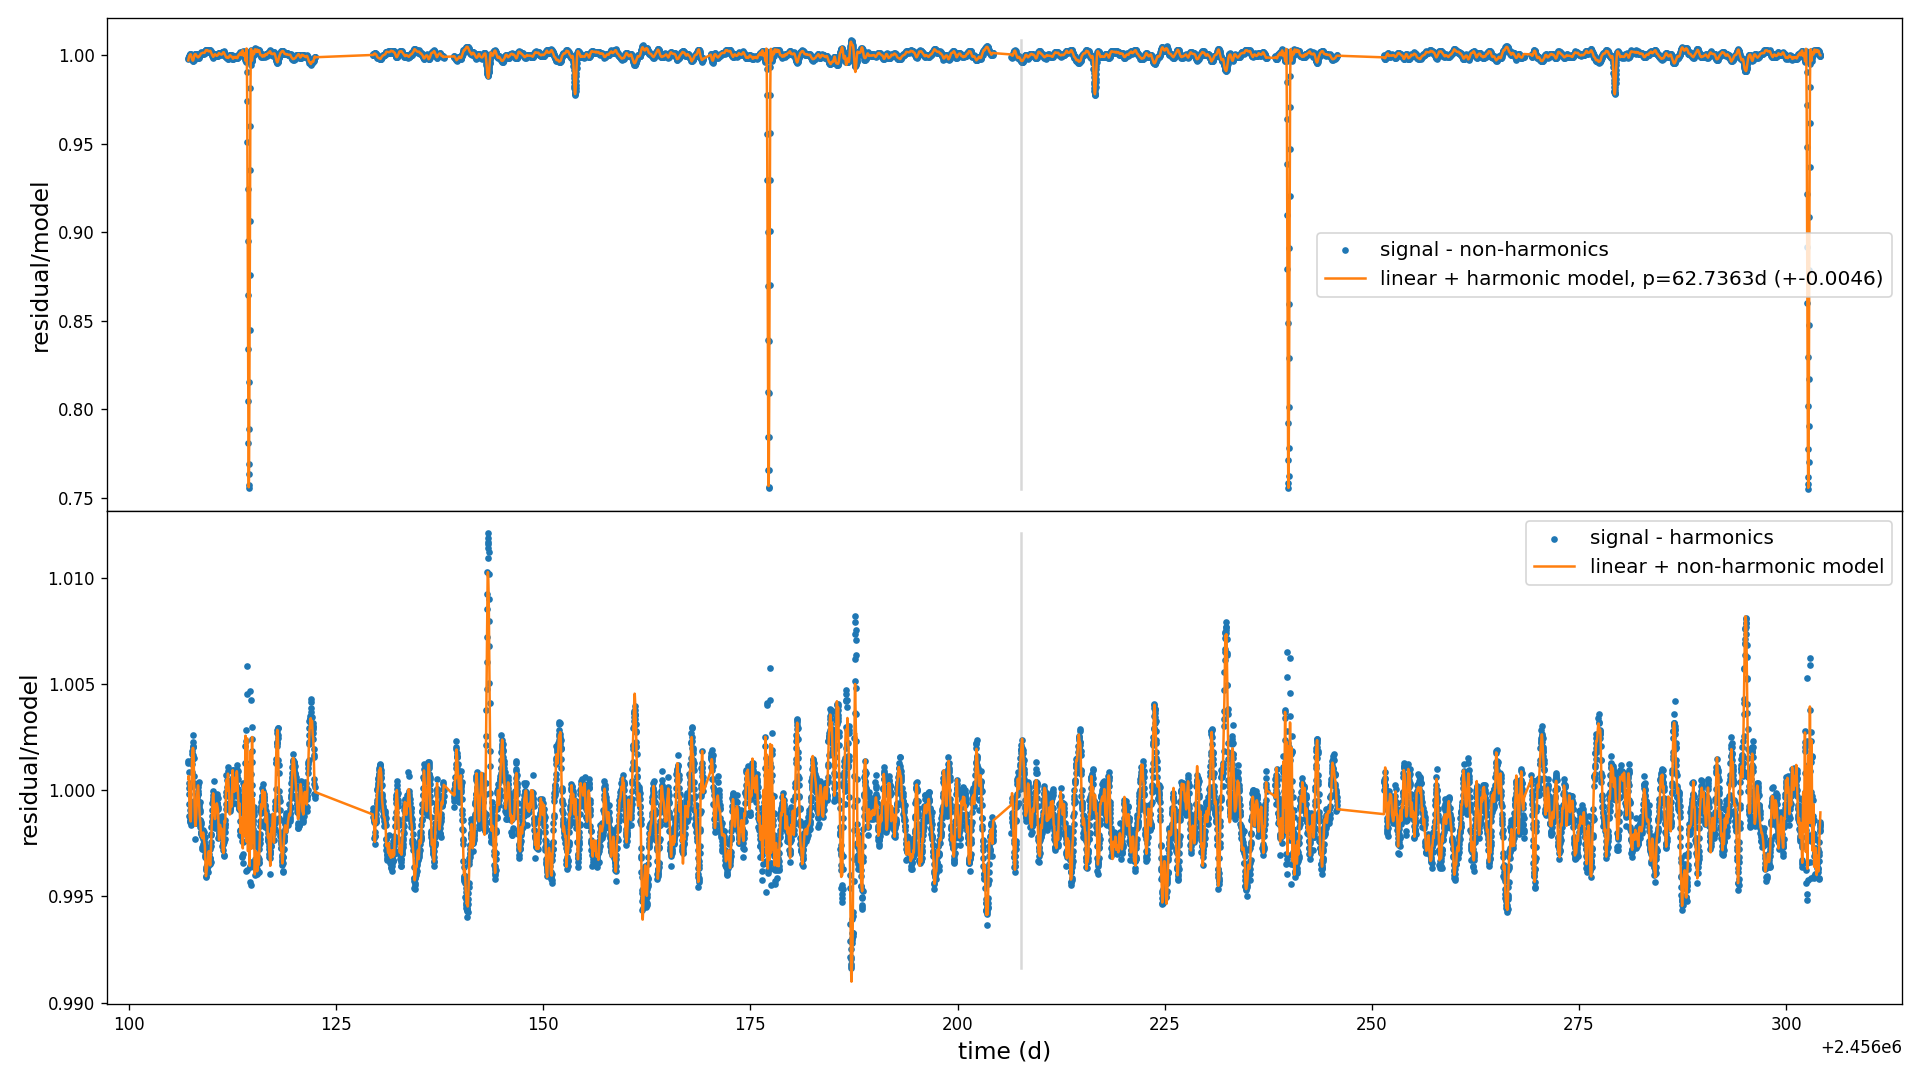 1.00
0.95
0.90
0.85
0.80
0.75
residual/model
signal - non-harmonics
linear + harmonic model, p=62.7363d (+-0.0046)
1.010
1.005
1.000
0.995
0.990
residual/model
signal - harmonics
linear + non-harmonic model
100 125 150 175 200 225 250 275 300
time (d)
+2.456e6